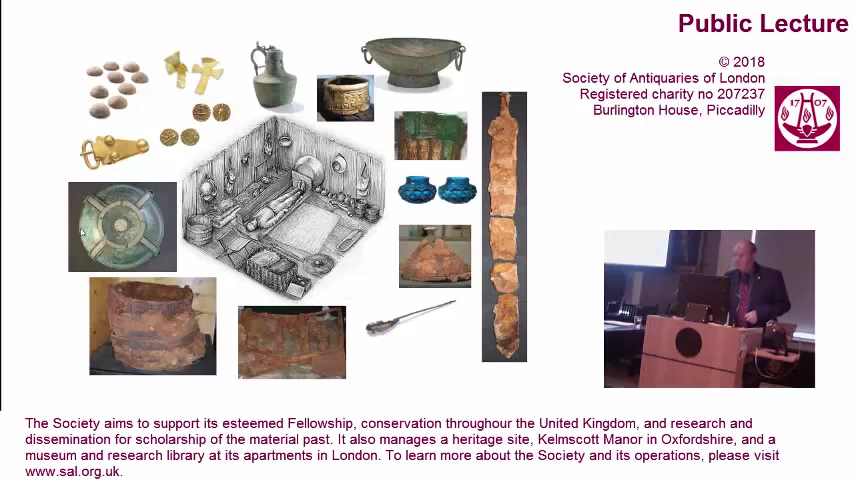 Public Lecture
© 2018
Society of Antiquaries of London
Registered charity no 207237
Burlington House, Piccadilly
1707
The Society aims to support its esteemed Fellowship, conservation throughour the United Kingdom, and research and
dissemination for scholarship of the material past. It also manages a heritage site, Kelmscott Manor in Oxfordshire, and a
museum and research library at its apartments in London. To learn more about the Society and its operations, please visit
www.sal.org.uk.